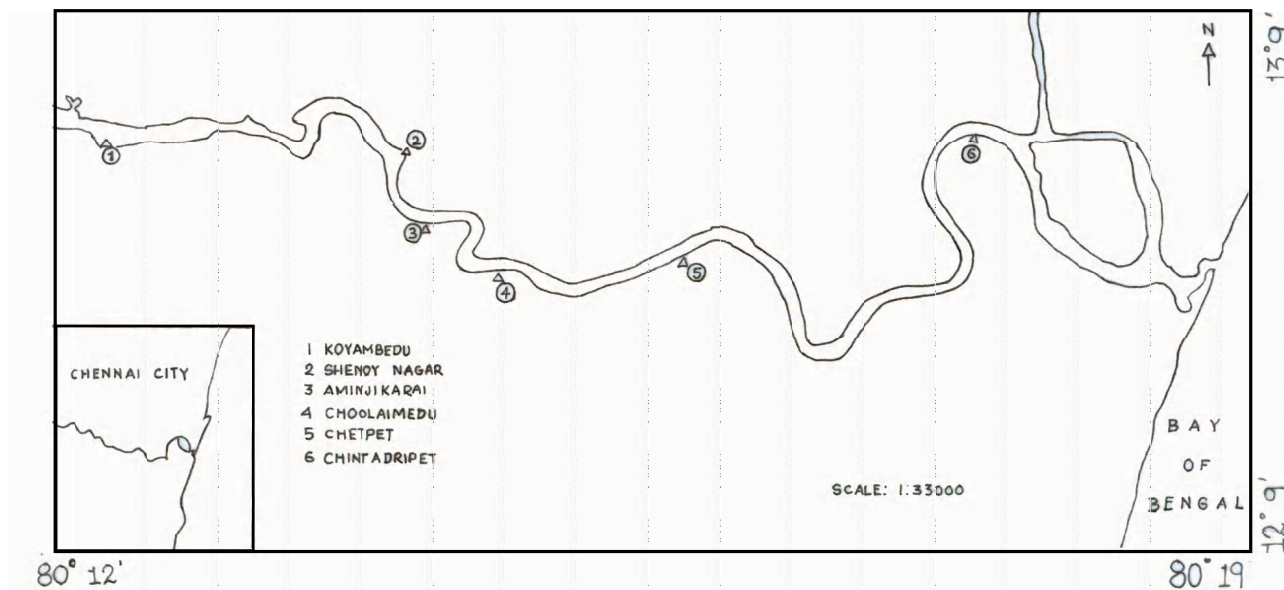 N
13°9'
1
2
3
4
5
6
CHENNAI CITY
1 KOYAMBEDU
2 SHENOY NAGAR
3 AMINJIKARAI
4 CHOOLAIMEDU
5 CHETPET
6 CHINTADRIPET
SCALE: 1:33000
BAY
OF
BENGAL
12°9'
80°12'
80°19